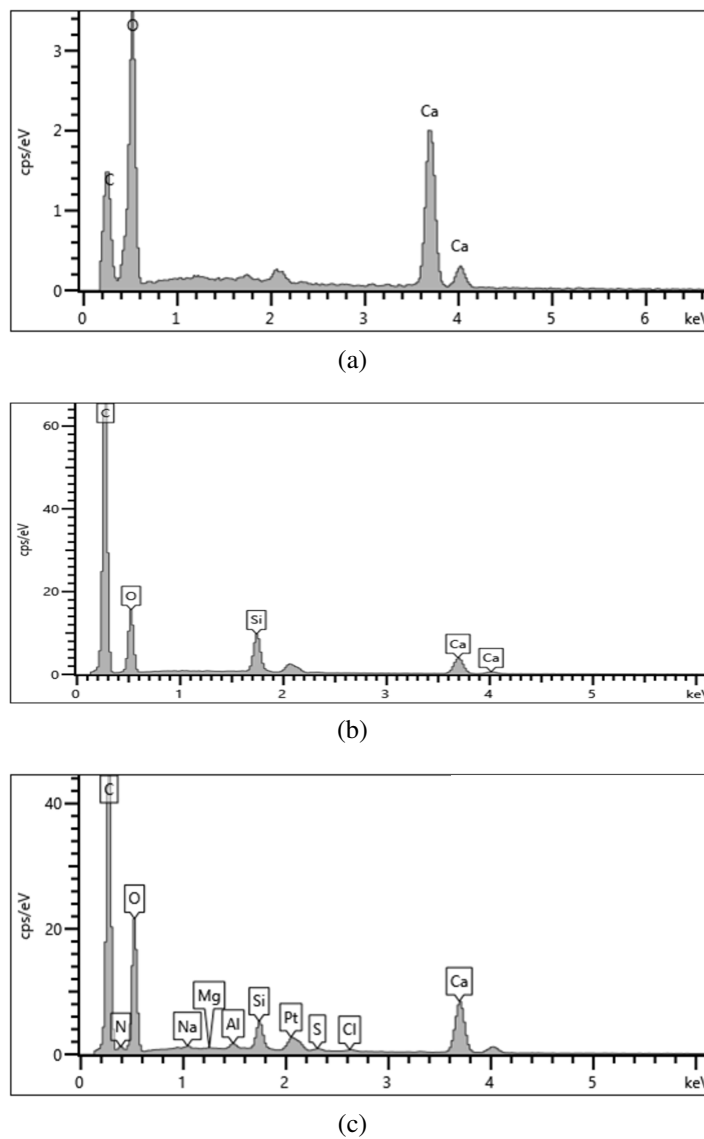 3
2
1
0
cps/eV
C
O
Ca
Ca
0 1 2 3 4 5 6 keV
(a)
60
40
20
0
cps/eV
C
O
Si
Ca
Ca
0 1 2 3 4 5 keV
(b)
40
20
0
cps/eV
C
N
O
Na
Mg
Al
Si
Pt
S
Cl
Ca
0 1 2 3 4 5 keV
(c)